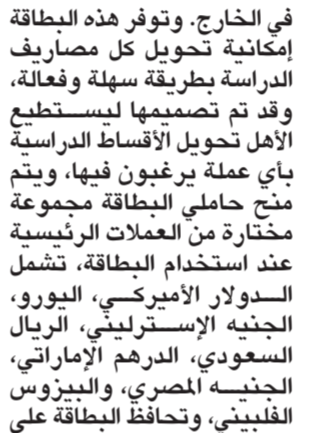 في الخارج. وتوفر هذه البطاقة
إمكانية تحويل كل مصاريف
الدراسة بطريقة سهلة وفعالة،
وقد تم تصميمها ليستطيع
الأهل تحويل الأقساط الدراسية
بأي عملة يرغبون فيها، ويتم
منح حاملي البطاقة مجموعة
مختارة من العملات الرئيسية
عند استخدام البطاقة، تشمل
الدولار الأميركي، اليورو،
الجنيه الإسترليني، الريال
السعودي، الدرهم الإماراتي،
الجنيه المصري، والبيزوس
الفلبيني، وتحافظ البطاقة على